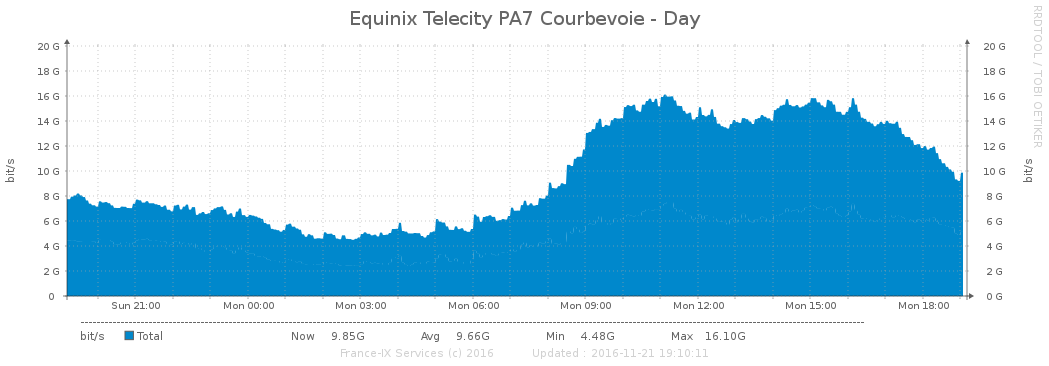 Equinix Telecity PA7 Courbevoie - Day
RRDTOOL / TOBI OETIKER
bit/s
20 G
18 G
16 G
14 G
12 G
10 G
8 G
6 G
4 G
2 G
0
20 G
18 G
16 G
14 G
12 G
10 G
8 G
6 G
4 G
2 G
0 G
bit/s
Sun 21:00 Mon 00:00 Mon 03:00 Mon 06:00 Mon 09:00 Mon 12:00 Mon 15:00 Mon 18:00
bit/s Total Now 9.85G Avg 9.66G Min 4.48G Max 16.10G
France-IX Services (c) 2016 Updated : 2016-11-21 19:10:11